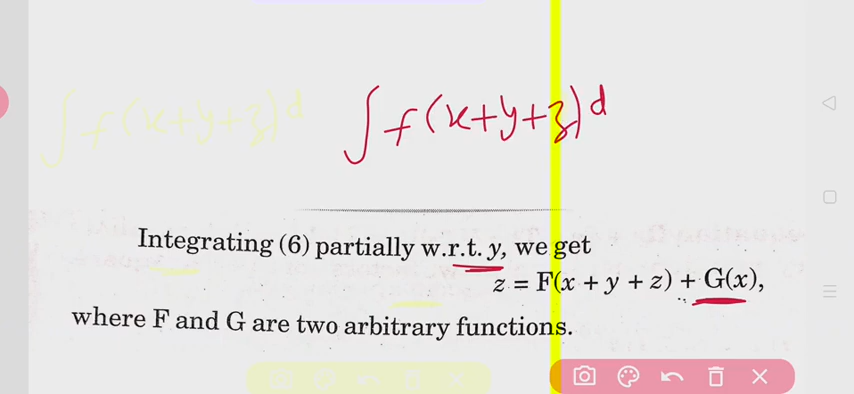 ∫f(x+y+z)d ∫f(x+y+z)d
Integrating (6) partially w.r.t. y, we get
z = F(x + y + z) + G(x),
where F and G are two arbitrary functions.